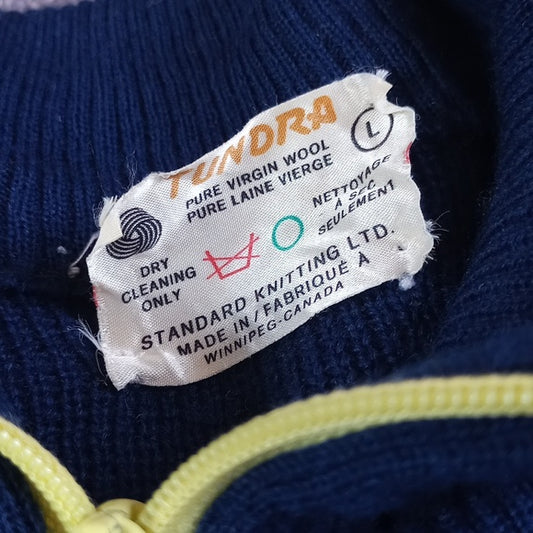 TUNDRA
L
PURE VIRGIN WOOL
PURE LAINE VIERGE
DRY
CLEANING
ONLY
NETTOYAGE
À SEC
SEULEMENT
STANDARD KNITTING LTD.
MADE IN / FABRIQUÉ À
WINNIPEG-CANADA